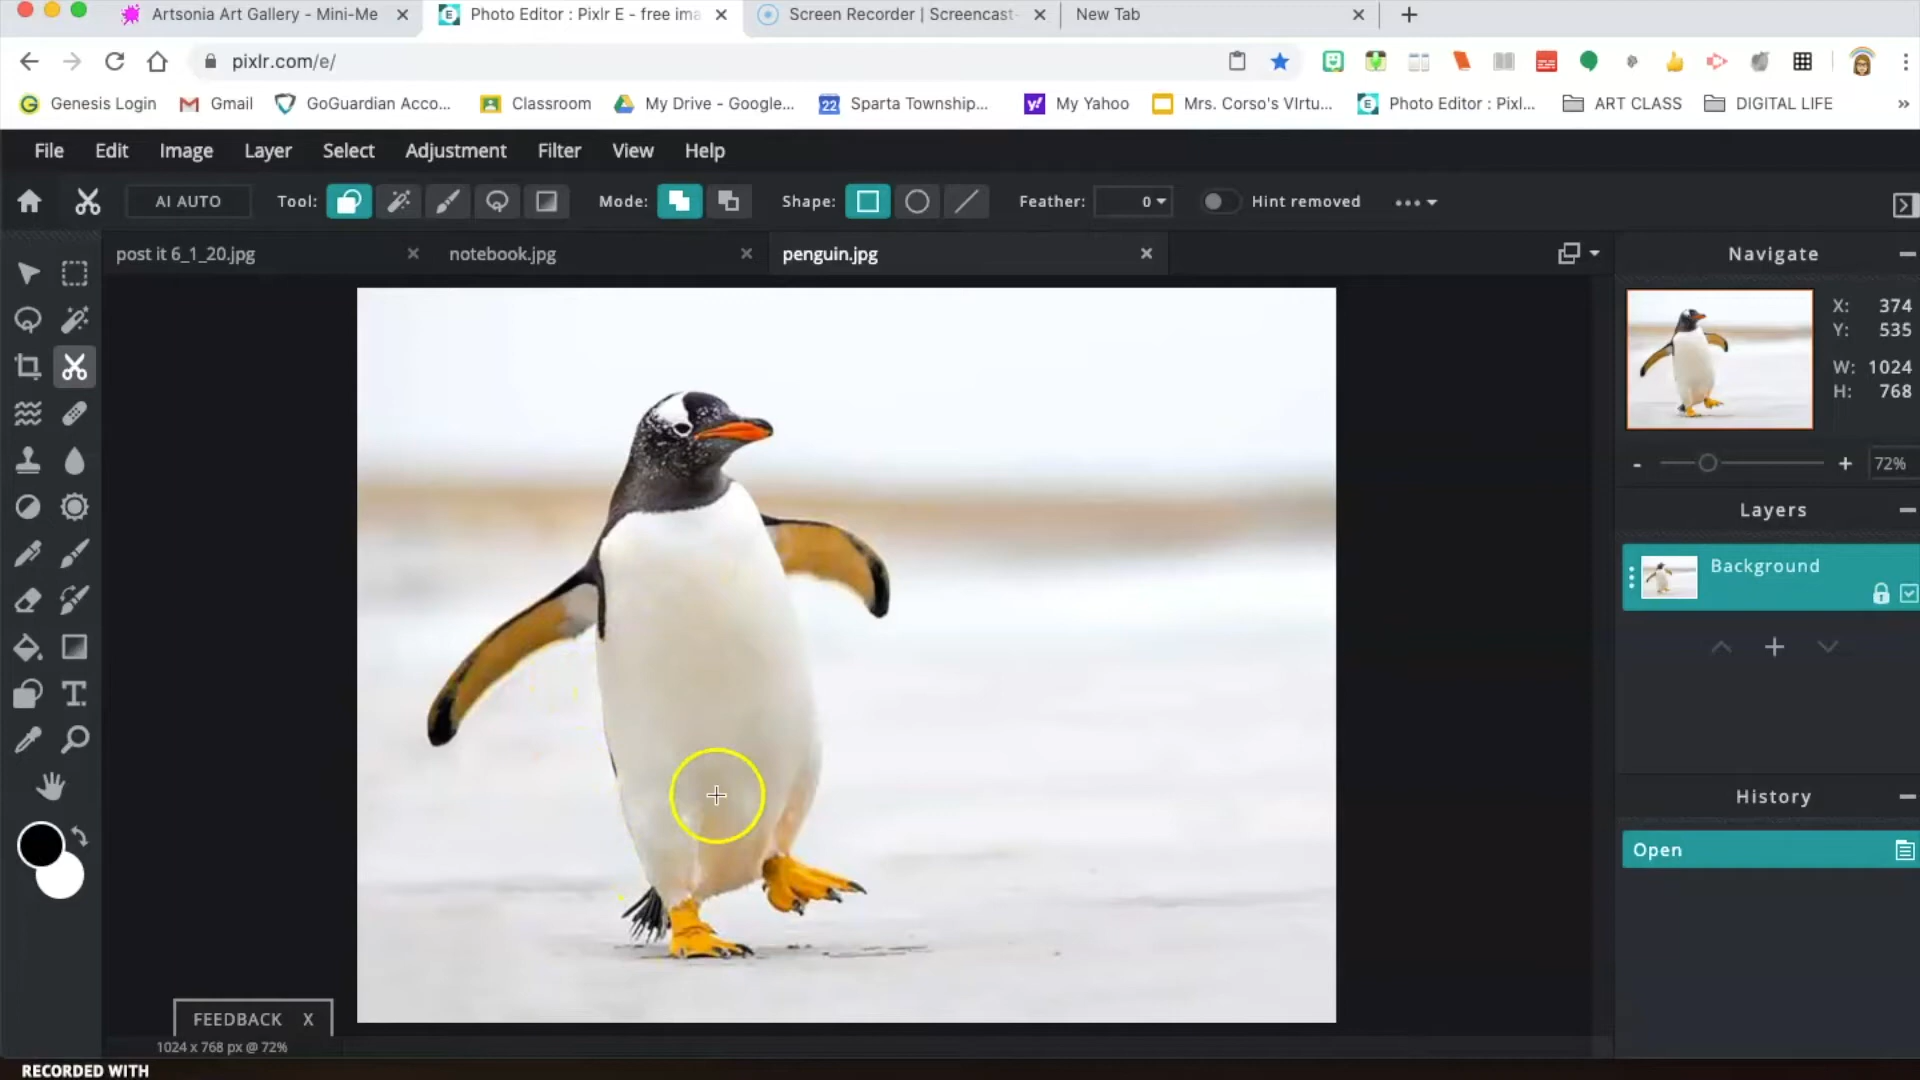 Artsonia Art Gallery - Mini-Me
Photo Editor : Pixlr E - free ima
Screen Recorder | Screencast-
New Tab
pixlr.com/e/
Genesis Login
Gmail
GoGuardian Acco...
Classroom
My Drive - Google...
22
Sparta Township...
My Yahoo
Mrs. Corso's VIrtu...
Photo Editor : Pixl...
ART CLASS
DIGITAL LIFE
File Edit Image Layer Select Adjustment Filter View Help
AI AUTO Tool: Mode: Shape: Feather: 0 Hint removed
post it 6_1_20.jpg
notebook.jpg
penguin.jpg
Navigate
X: 374
Y: 535
W: 1024
H: 768
72%
Layers
Background
History
Open
FEEDBACK X
1024 x 768 px @ 72%
RECORDED WITH